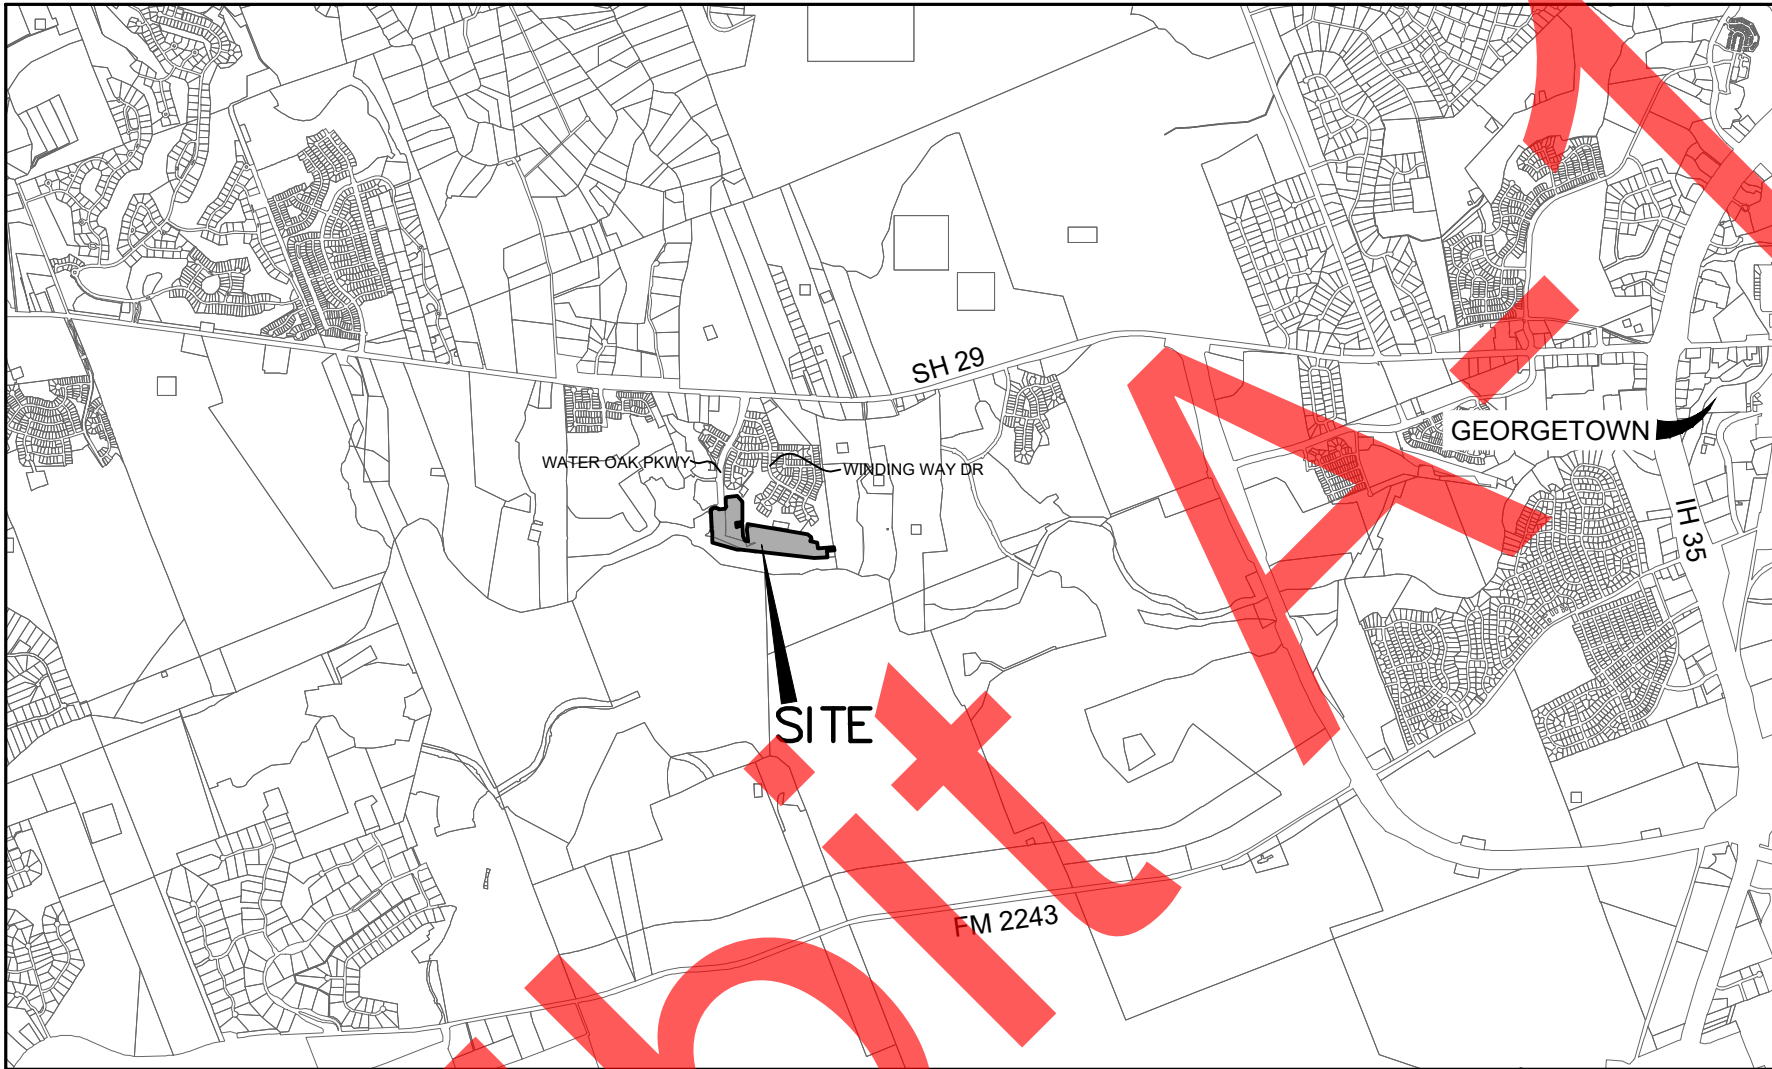 SH 29
GEORGETOWN
WATER OAK PKWY
WINDING WAY DR
IH 35
SITE
FM 2243